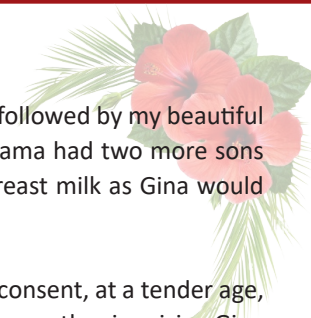 followed by my beautiful
ama had two more sons
reast milk as Gina would
consent, at a tender age,